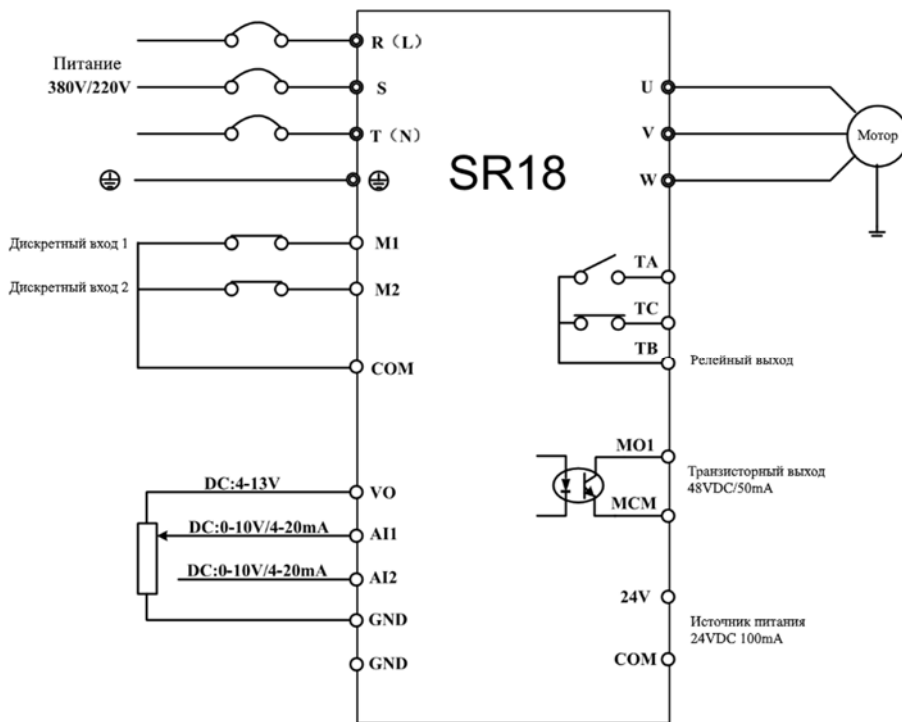 R（L）
Питание
380V/220V
S
T（N）
SR18
U
V
W
Мотор
Дискретный вход 1
M1
Дискретный вход 2
M2
COM
TA
TC
TB
Релейный выход
MO1
MCM
Транзисторный выход
48VDC/50mA
DC:4-13V
VO
DC:0-10V/4-20mA
AI1
DC:0-10V/4-20mA
AI2
GND
GND
24V
COM
Источник питания
24VDC 100mA